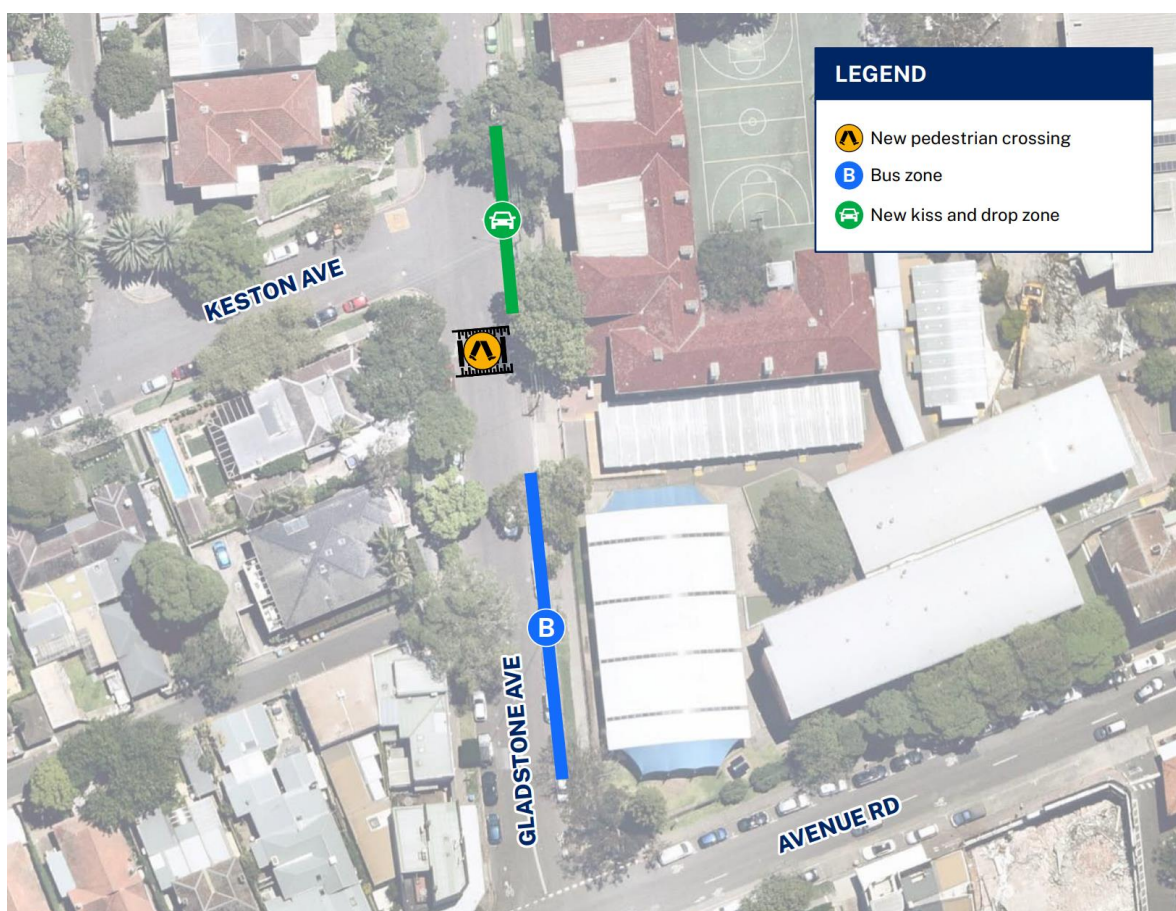 LEGEND
New pedestrian crossing
B Bus zone
New kiss and drop zone
KESTON AVE
B
GLADSTONE AVE
AVENUE RD